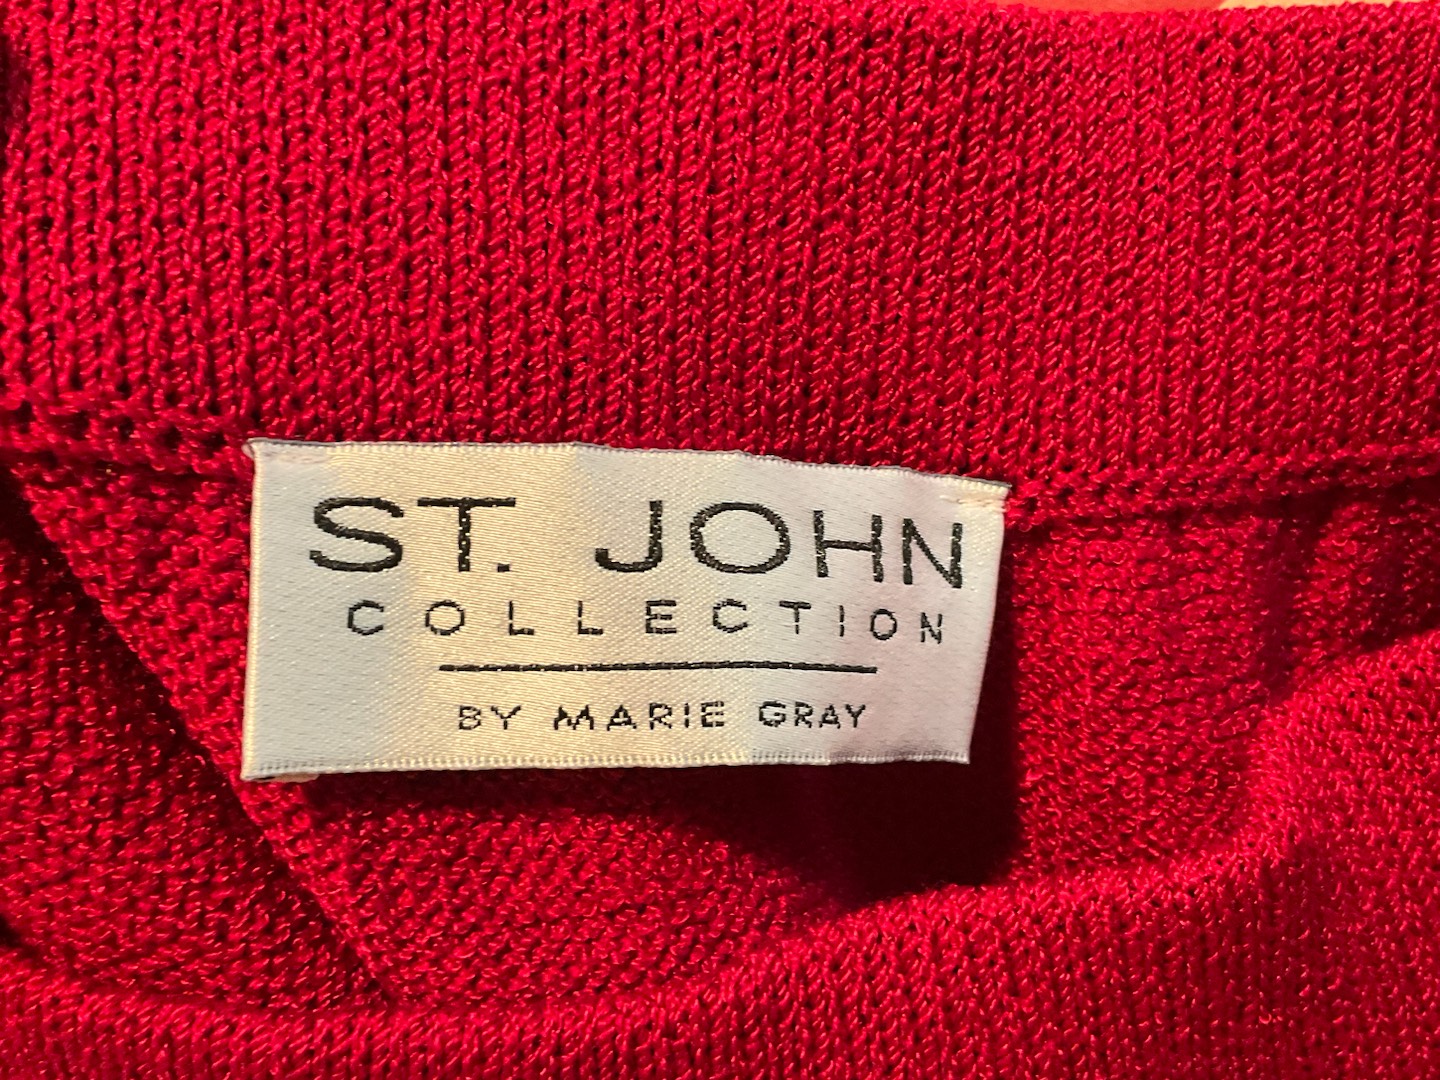 ST. JOHN
COLLECTION
BY MARIE GRAY